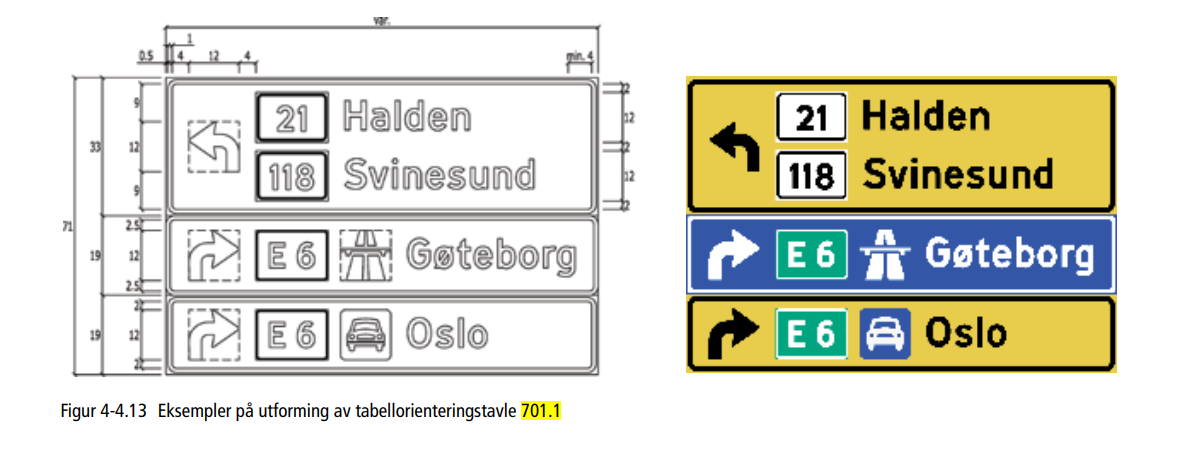 var.
1
0.5 4 12 4 min. 4
9 2
21 Halden
12
33 12 2
118 Svinesund
12
9 2
71
2.5
19 12 E 6 Gøteborg
2.5
2
19 12 E 6 Oslo
2
21 Halden
118 Svinesund
E 6 Gøteborg
E 6 Oslo
Figur 4-4.13 Eksempler på utforming av tabellorienteringstavle 701.1